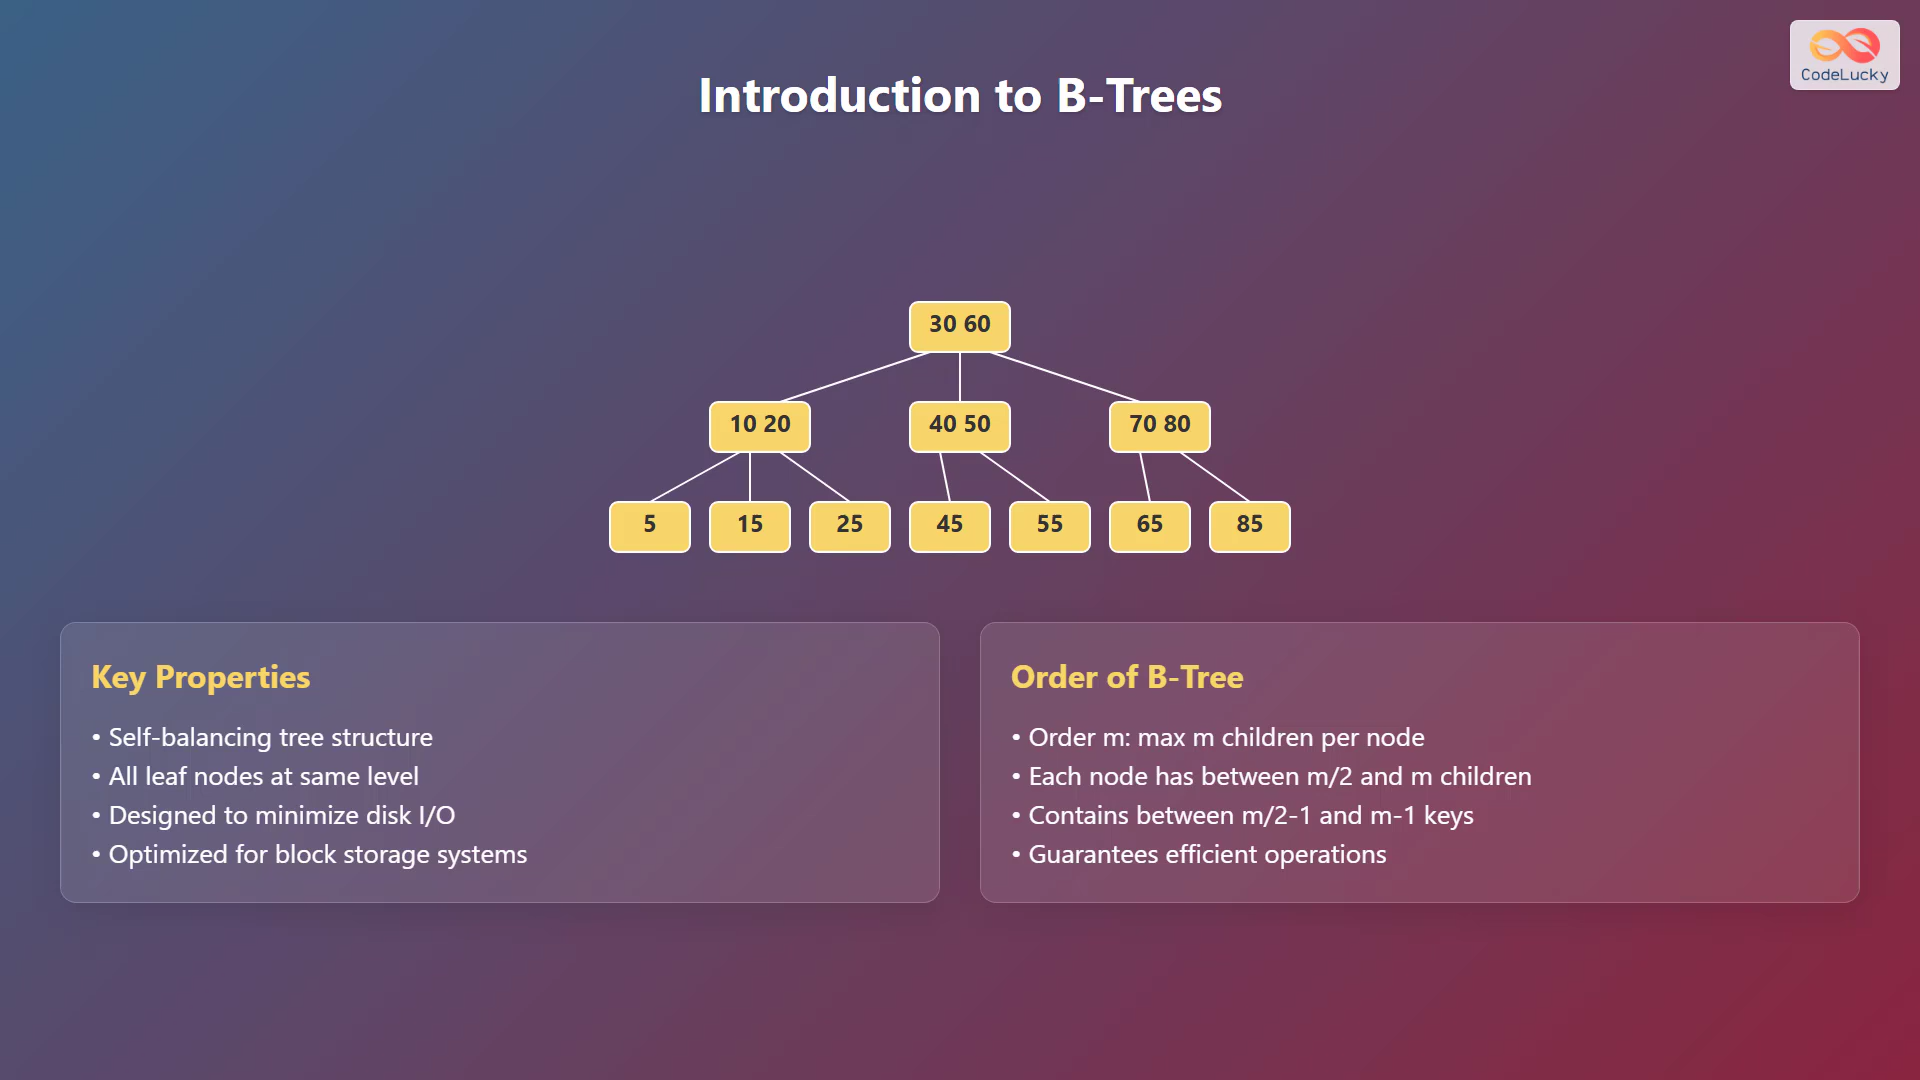 CodeLucky
Introduction to B-Trees
30 60
10 20
40 50
70 80
5
15
25
45
55
65
85
Key Properties
• Self-balancing tree structure
• All leaf nodes at same level
• Designed to minimize disk I/O
• Optimized for block storage systems
Order of B-Tree
• Order m: max m children per node
• Each node has between m/2 and m children
• Contains between m/2-1 and m-1 keys
• Guarantees efficient operations